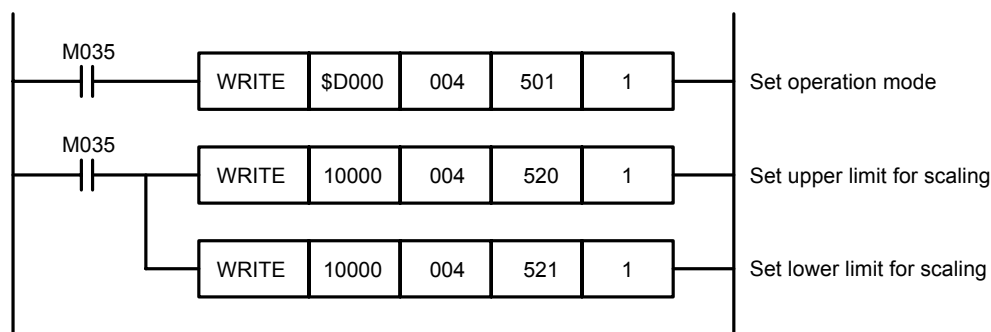 M035
WRITE $D000 004 501 1 Set operation mode
M035
WRITE 10000 004 520 1 Set upper limit for scaling
WRITE 10000 004 521 1 Set lower limit for scaling